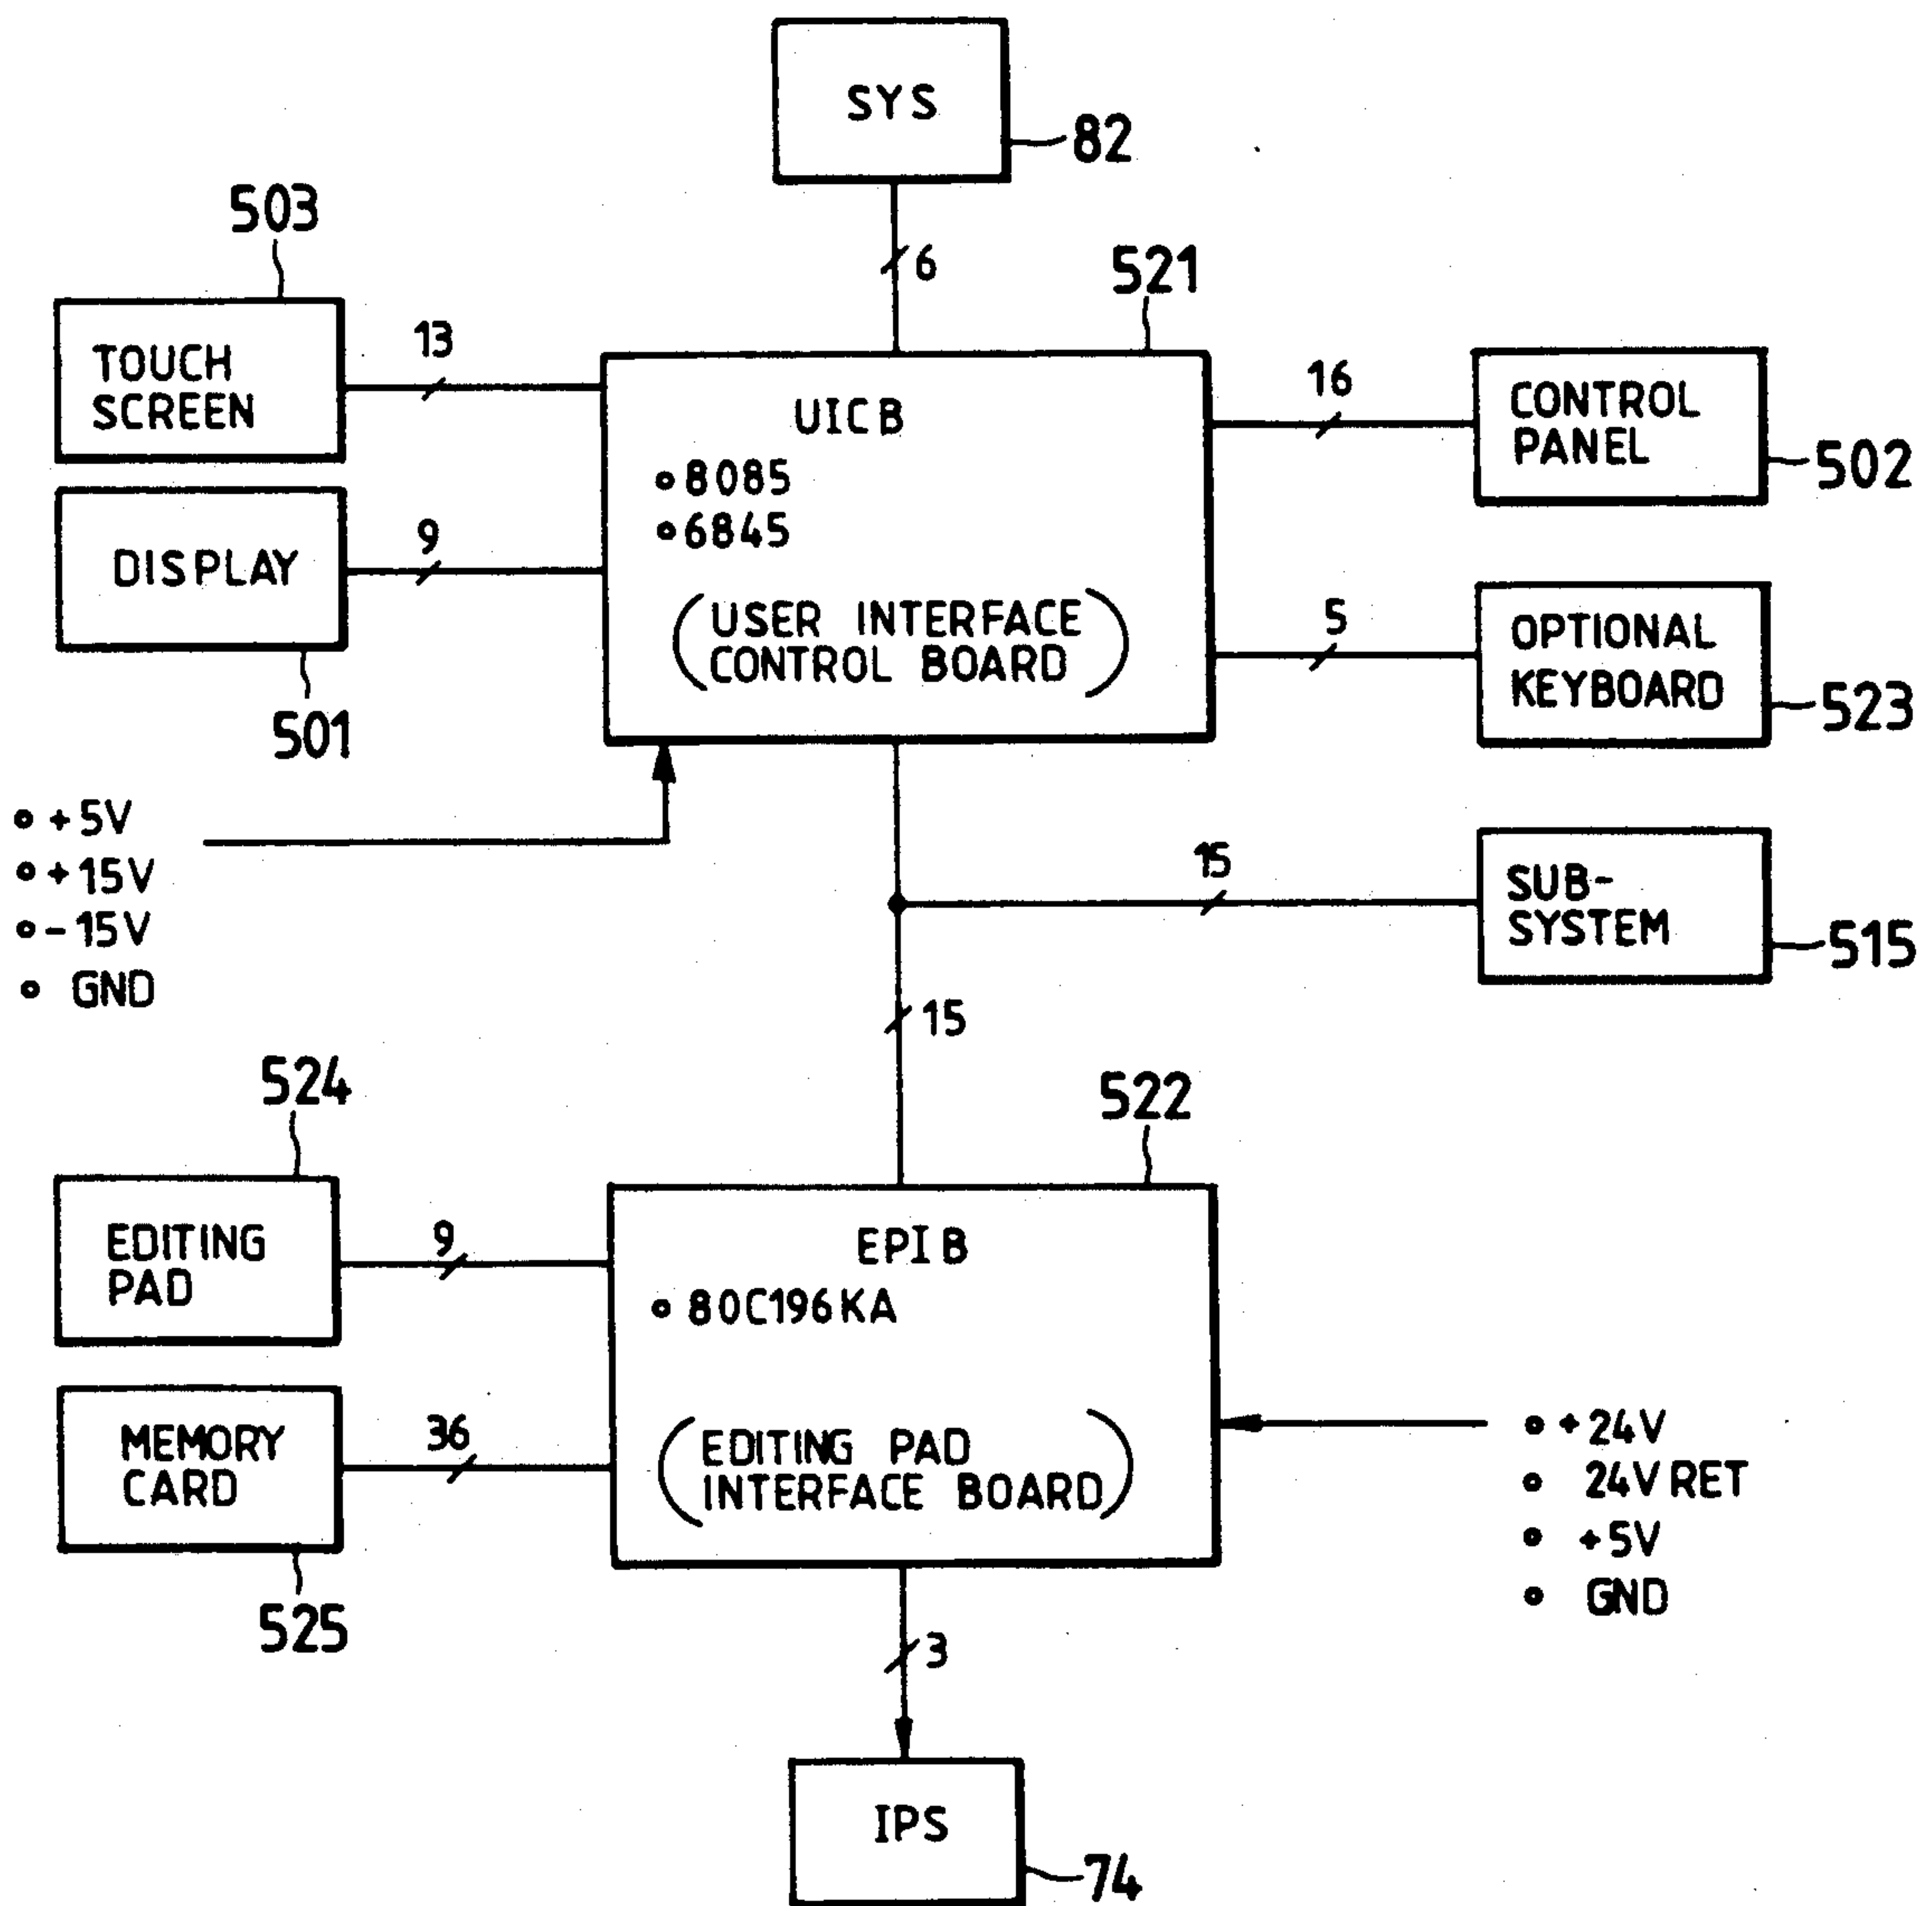 SYS
82
503
6
521
TOUCH
SCREEN
13
UICB
8085
6845
(USER INTERFACE
CONTROL BOARD)
16
CONTROL
PANEL
502
DISPLAY
9
501
5
OPTIONAL
KEYBOARD
523
+5V
+15V
-15V
GND
15
SUB-
SYSTEM
515
15
524
522
EDITING
PAD
9
EPIB
80C196KA
(EDITING PAD
INTERFACE BOARD)
MEMORY
CARD
36
525
+24V
24V RET
+5V
GND
3
IPS
74